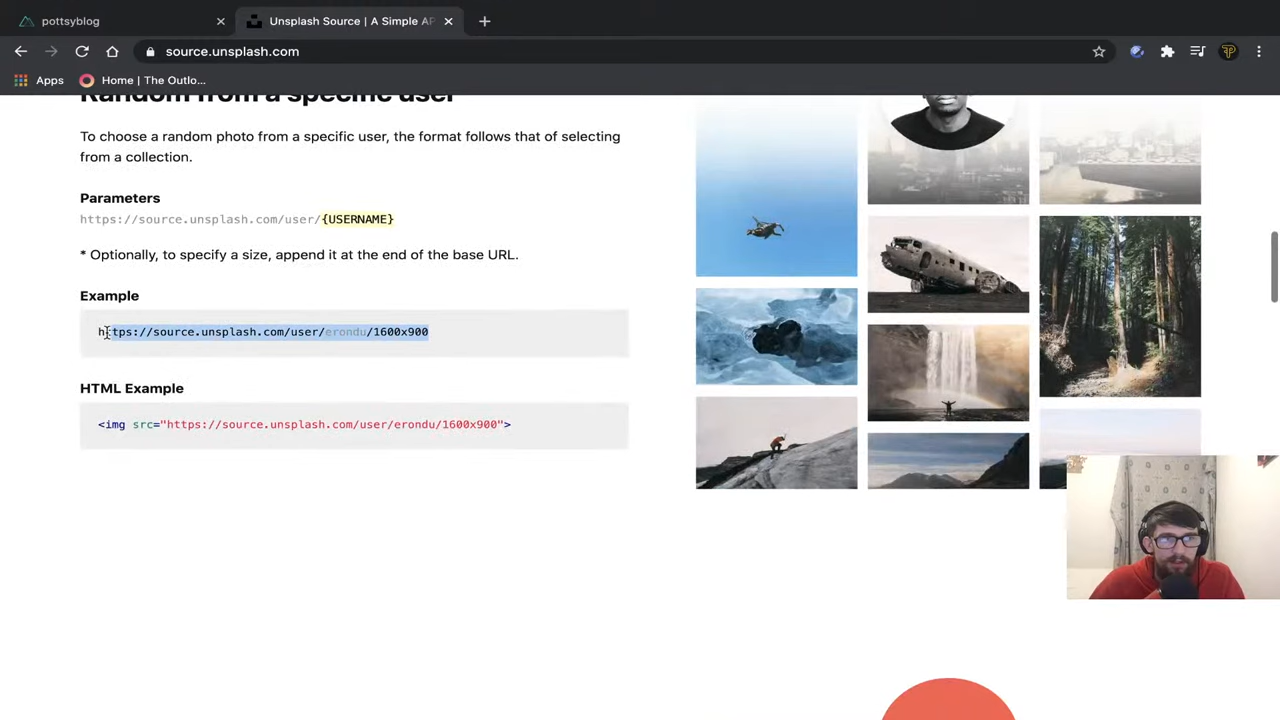 pottsyblog
Unsplash Source | A Simple AP
source.unsplash.com
Apps
Home | The Outlo...
Random from a specific user
To choose a random photo from a specific user, the format follows that of selecting
from a collection.
Parameters
https://source.unsplash.com/user/{USERNAME}
* Optionally, to specify a size, append it at the end of the base URL.
Example
https://source.unsplash.com/user/erondu/1600x900
HTML Example
<img src="https://source.unsplash.com/user/erondu/1600x900">